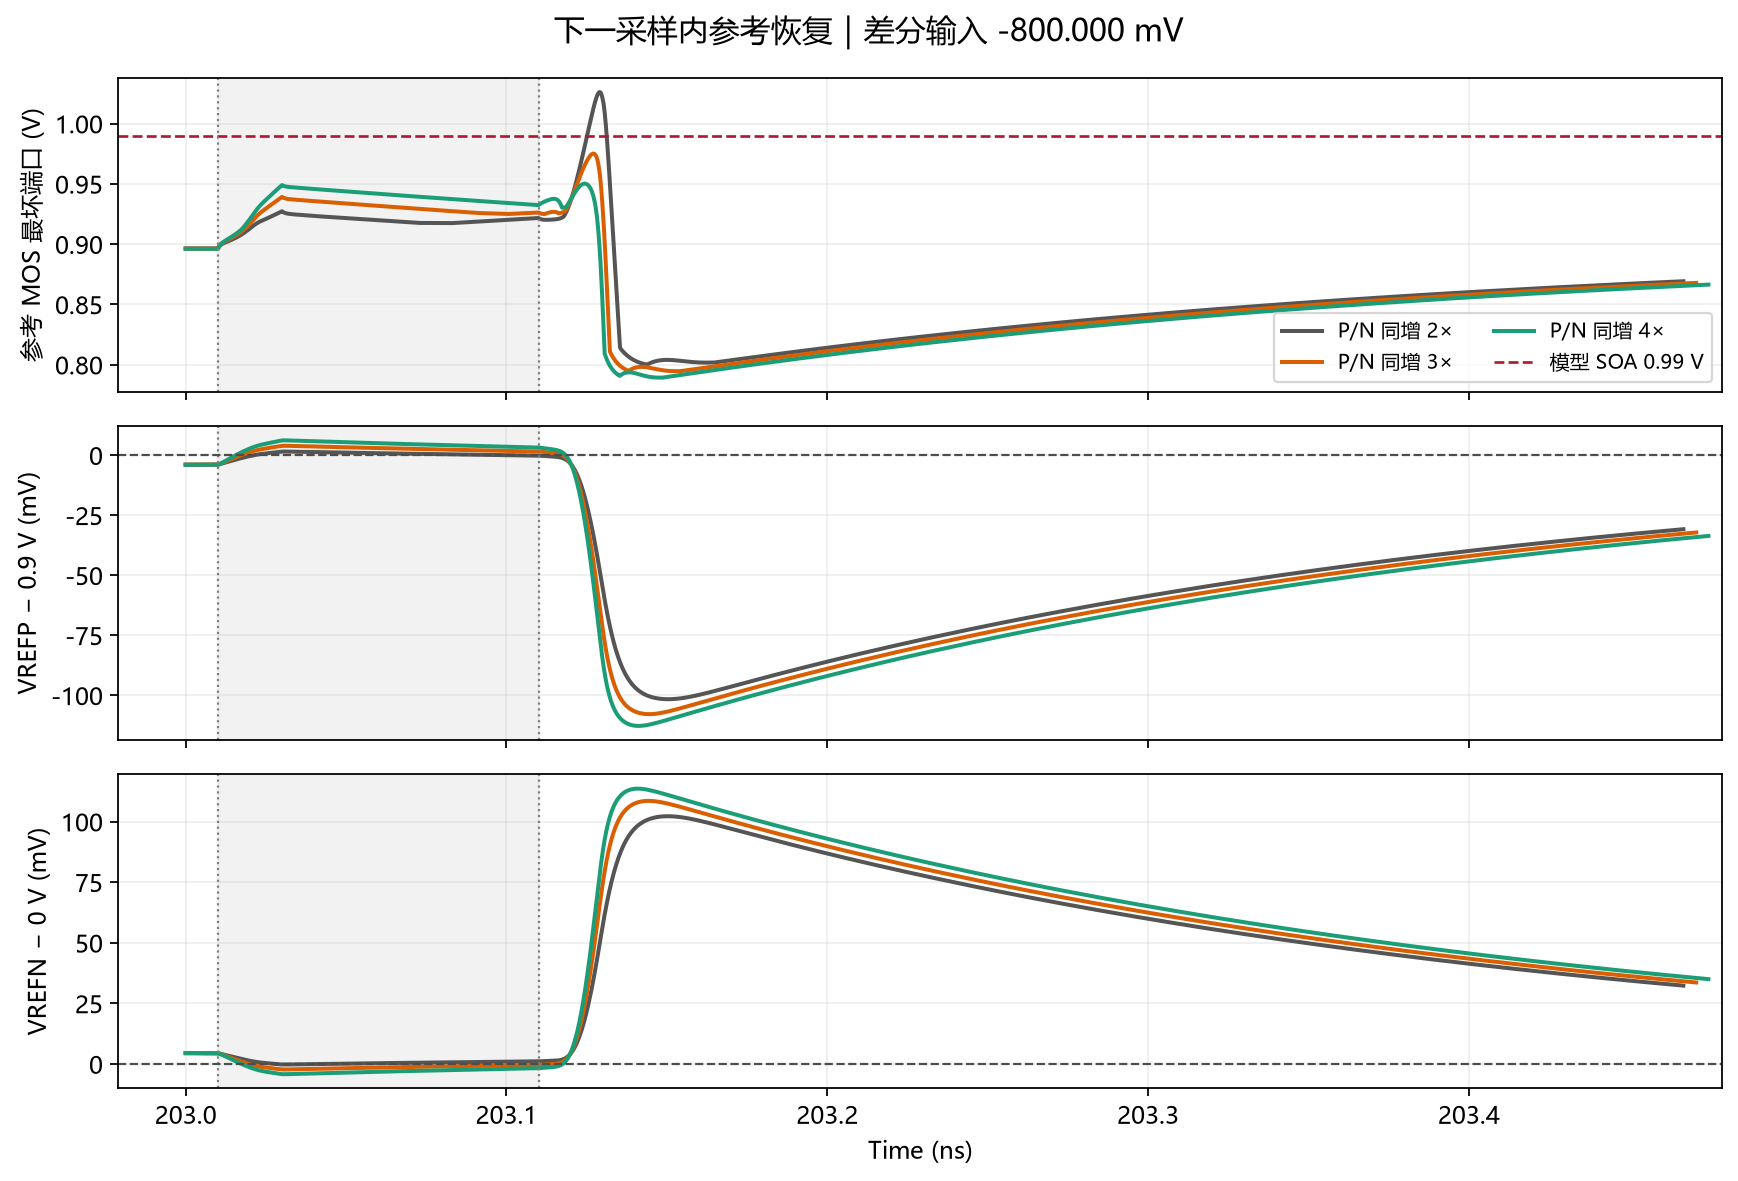 下一采样内参考恢复 | 差分输入 -800.000 mV
参考 MOS 最坏端口 (V)
1.00
0.95
0.90
0.85
0.80
P/N 同增 2×
P/N 同增 3×
P/N 同增 4×
模型 SOA 0.99 V
VREFP − 0.9 V (mV)
0
-25
-50
-75
-100
VREFN − 0 V (mV)
100
75
50
25
0
203.0 203.1 203.2 203.3 203.4
Time (ns)